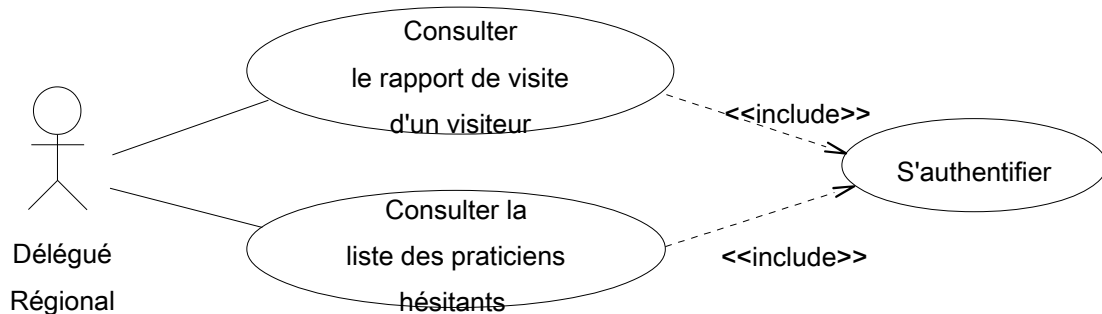 Consulter
le rapport de visite
d'un visiteur
<<include>>
S'authentifier
Consulter la
liste des praticiens
hésitants
<<include>>
Délégué
Régional